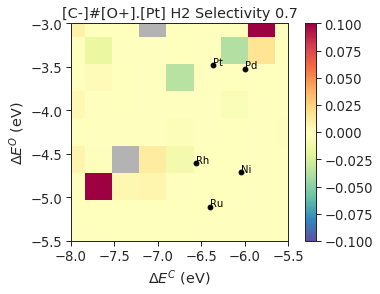 [C-]#[O+].[Pt] H2 Selectivity 0.7
ΔE^O (eV)
−3.0
−3.5
−4.0
−4.5
−5.0
−5.5
Pt
Pd
Rh
Ni
Ru
−8.0 −7.5 −7.0 −6.5 −6.0 −5.5
ΔE^C (eV)
0.100
0.075
0.050
0.025
0.000
−0.025
−0.050
−0.075
−0.100